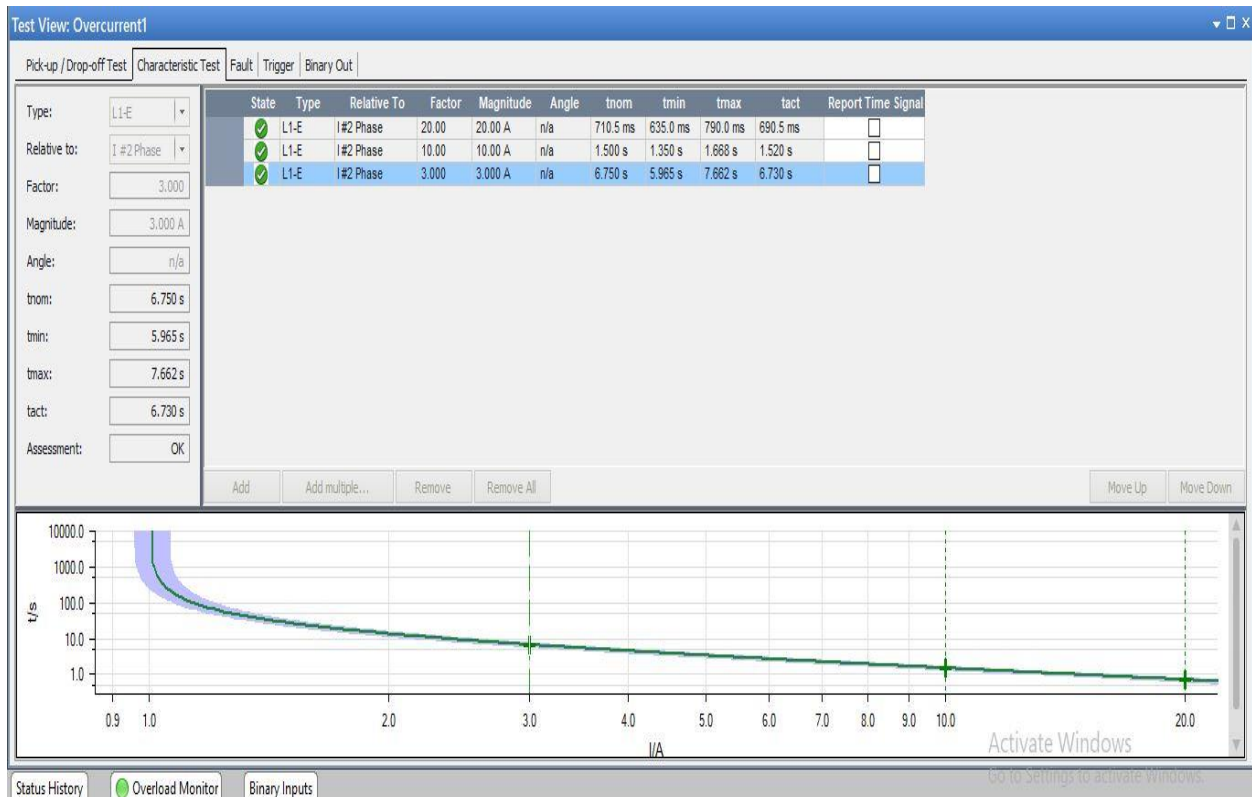 Test View: Overcurrent1
Pick-up / Drop-off Test Characteristic Test Fault Trigger Binary Out
Type: L1-E
Relative to: I #2 Phase
Factor: 3.000
Magnitude: 3.000 A
Angle: n/a
tnom: 6.750 s
tmin: 5.965 s
tmax: 7.662 s
tact: 6.730 s
Assessment: OK
State Type Relative To Factor Magnitude Angle tnom tmin tmax tact Report Time Signal
L1-E I #2 Phase 20.00 20.00 A n/a 710.5 ms 635.0 ms 790.0 ms 690.5 ms
L1-E I #2 Phase 10.00 10.00 A n/a 1.500 s 1.350 s 1.668 s 1.520 s
L1-E I #2 Phase 3.000 3.000 A n/a 6.750 s 5.965 s 7.662 s 6.730 s
Add Add multiple... Remove Remove All Move Up Move Down
10000.0
1000.0
100.0
10.0
1.0
t/s
0.9 1.0 2.0 3.0 4.0 5.0 6.0 7.0 8.0 9.0 10.0 20.0
I/A
Activate Windows
Go to Settings to activate Windows.
Status History Overload Monitor Binary Inputs